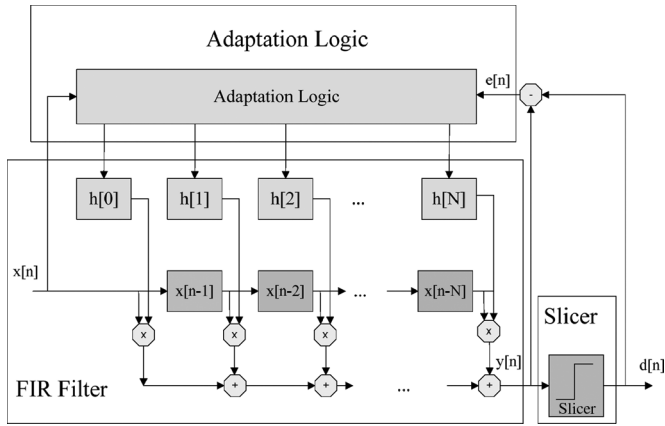 Adaptation Logic
Adaptation Logic
e[n]
-
h[0]
h[1]
h[2]
...
h[N]
x[n]
x[n-1]
x[n-2]
...
x[n-N]
x
x
x
x
Slicer
y[n]
d[n]
+
+
...
+
FIR Filter
Slicer